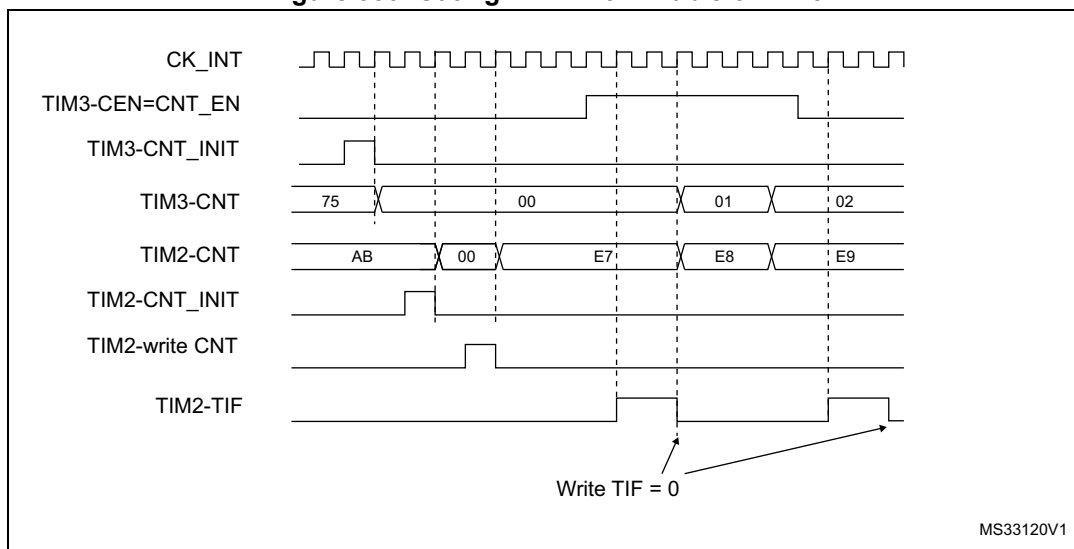 CK_INT
TIM3-CEN=CNT_EN
TIM3-CNT_INIT
TIM3-CNT 75 00 01 02
TIM2-CNT AB 00 E7 E8 E9
TIM2-CNT_INIT
TIM2-write CNT
TIM2-TIF
Write TIF = 0
MS33120V1